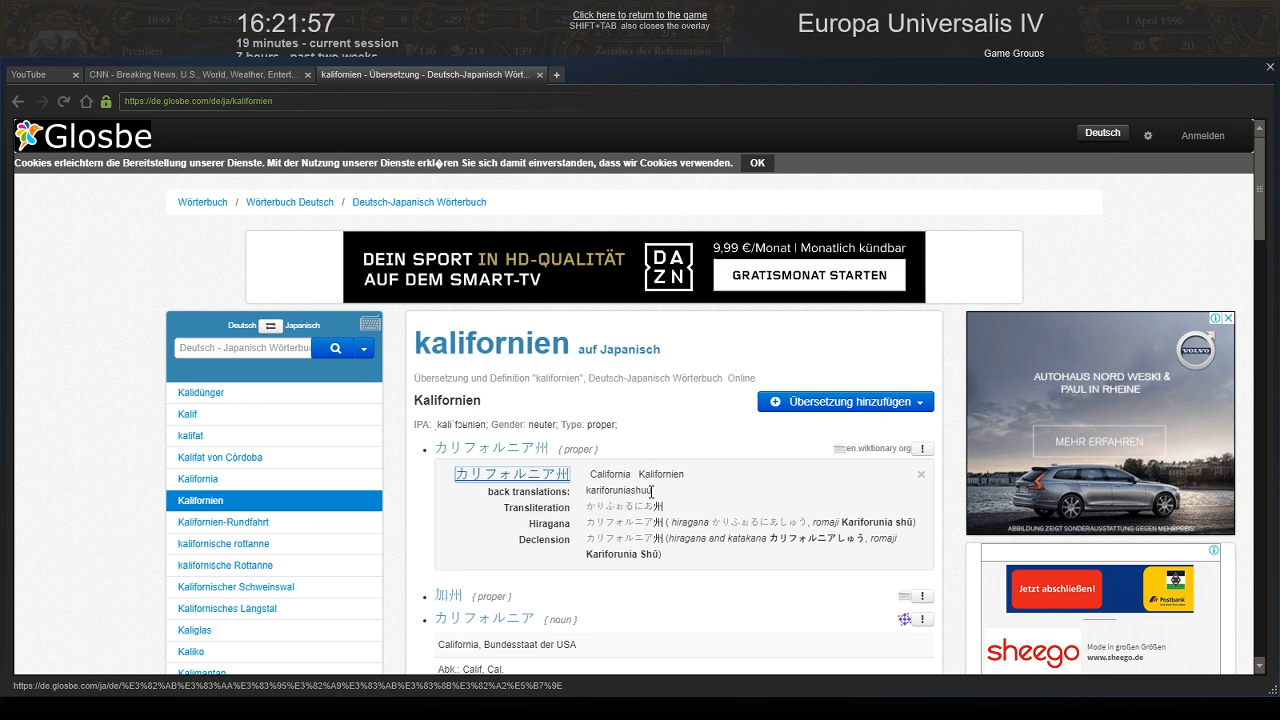 16:21:57
19 minutes - current session
7 hours - past two weeks
Click here to return to the game
SHIFT+TAB also closes the overlay
Europa Universalis IV
Game Groups
1 April 1596
YouTube
CNN - Breaking News, U.S., World, Weather, Entert...
kalifornien - Übersetzung - Deutsch-Japanisch Wört...
https://de.glosbe.com/de/ja/kalifornien
Glosbe
Deutsch
Anmelden
Cookies erleichtern die Bereitstellung unserer Dienste. Mit der Nutzung unserer Dienste erkl�ren Sie sich damit einverstanden, dass wir Cookies verwenden. OK
Wörterbuch / Wörterbuch Deutsch / Deutsch-Japanisch Wörterbuch
DEIN SPORT IN HD-QUALITÄT
AUF DEM SMART-TV
DAZN
9,99 €/Monat | Monatlich kündbar
GRATISMONAT STARTEN
Deutsch Japanisch
Deutsch - Japanisch Wörterbu
Kalidünger
Kalif
kalifat
Kalifat von Córdoba
California
Kalifornien
Kalifornien-Rundfahrt
kalifornische rottanne
kalifornische Rottanne
Kalifornischer Schweinswal
Kalifornisches Längstal
Kaliglas
Kaliko
Kalimantan
kalifornien auf Japanisch
Übersetzung und Definition "kalifornien", Deutsch-Japanisch Wörterbuch Online
Kalifornien
Übersetzung hinzufügen
IPA: ˌkaliˈfɔʁniən; Gender: neuter; Type: proper;
カリフォルニア州 { proper }
en.wiktionary.org
カリフォルニア州 California Kalifornien
back translations: kariforuniashuu
Transliteration かりふぉるにあ州
Hiragana カリフォルニア州 ( hiragana かりふぉるにあしゅう, romaji Kariforunia shū)
Declension カリフォルニア州 (hiragana and katakana カリフォルニアしゅう, romaji
Kariforunia Shū)
加州 { proper }
カリフォルニア { noun }
California, Bundesstaat der USA
Abk.: Calif, Cal.
VOLVO
AUTOHAUS NORD WESKI &
PAUL IN RHEINE
MEHR ERFAHREN
ABBILDUNG ZEIGT SONDERAUSSTATTUNG GEGEN MEHRPREIS.
Jetzt abschließen!
Postbank
sheego
Mode in großen Größen
www.sheego.de
https://de.glosbe.com/ja/de/%E3%82%AB%E3%83%AA%E3%83%95%E3%82%A9%E3%83%AB%E3%83%8B%E3%82%A2%E5%B7%9E